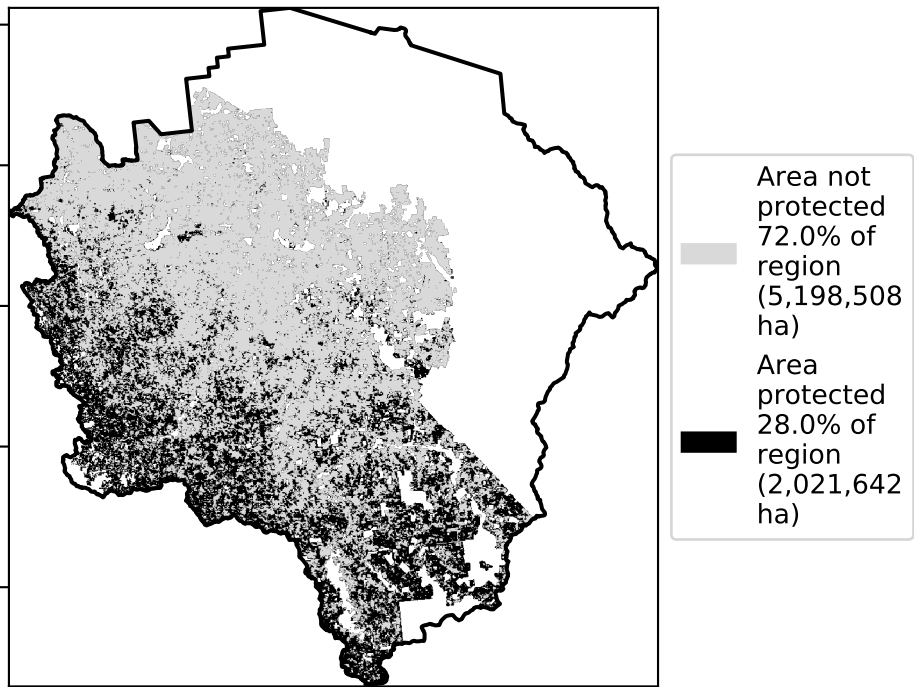 Area not
protected
72.0% of
region
(5,198,508
ha)
Area
protected
28.0% of
region
(2,021,642
ha)